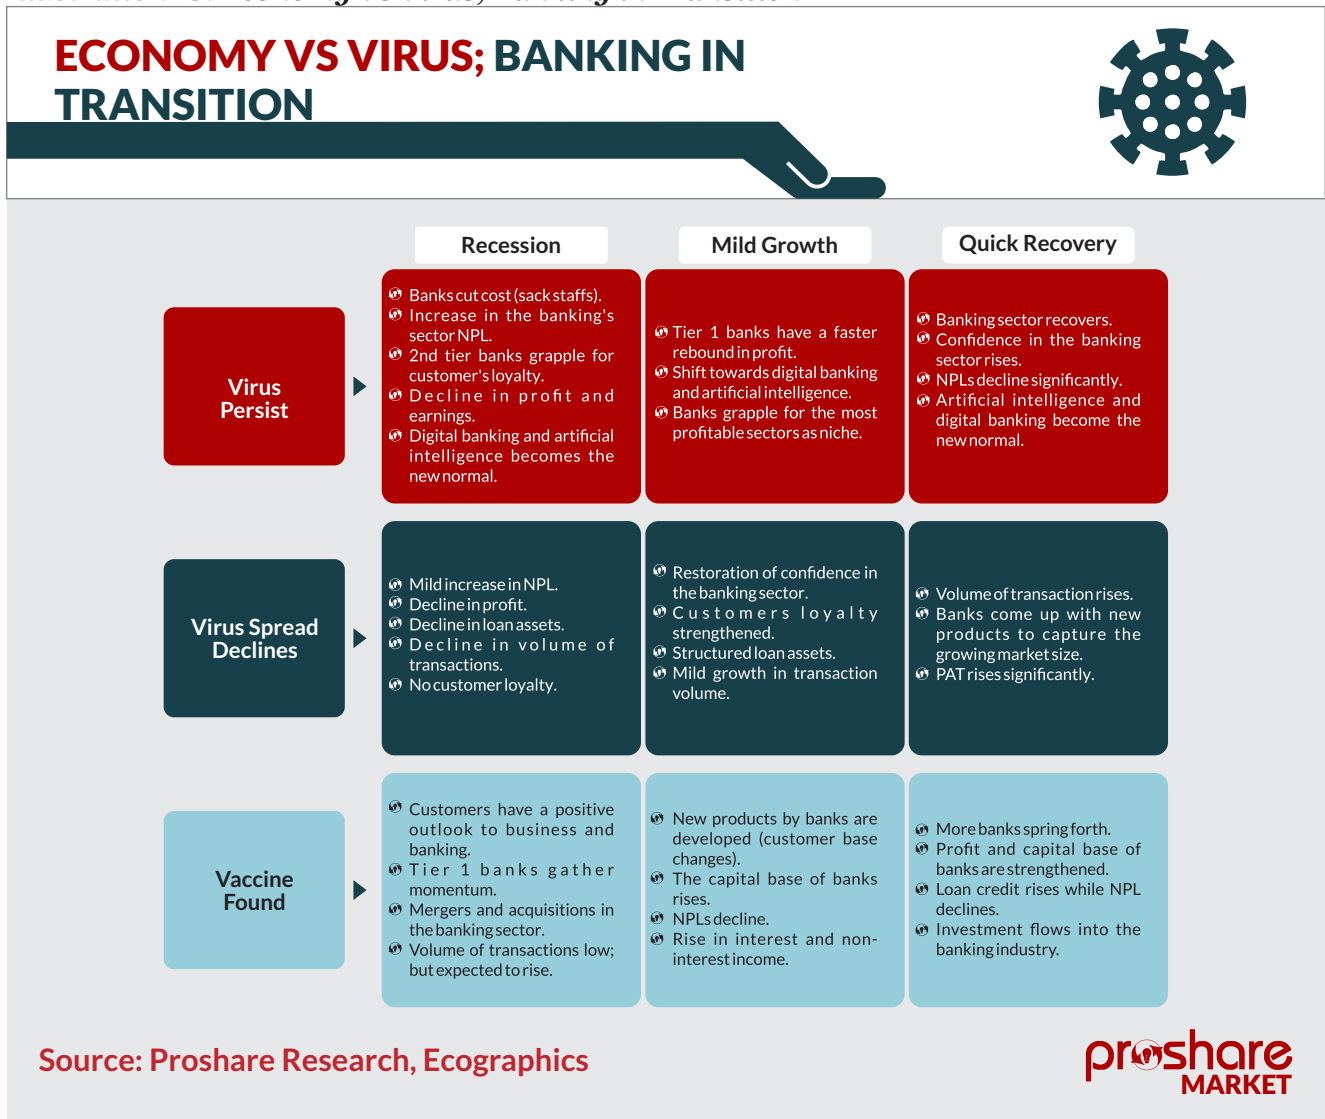 ECONOMY VS VIRUS; BANKING IN
TRANSITION
Recession
Mild Growth
Quick Recovery
Virus
Persist
Banks cut cost (sack staffs).
Increase in the banking's
sector NPL.
2nd tier banks grapple for
customer's loyalty.
Decline in profit and
earnings.
Digital banking and artificial
intelligence becomes the
new normal.
Tier 1 banks have a faster
rebound in profit.
Shift towards digital banking
and artificial intelligence.
Banks grapple for the most
profitable sectors as niche.
Banking sector recovers.
Confidence in the banking
sector rises.
NPLs decline significantly.
Artificial intelligence and
digital banking become the
new normal.
Virus Spread
Declines
Mild increase in NPL.
Decline in profit.
Decline in loan assets.
Decline in volume of
transactions.
No customer loyalty.
Restoration of confidence in
the banking sector.
Customers loyalty
strengthened.
Structured loan assets.
Mild growth in transaction
volume.
Volume of transaction rises.
Banks come up with new
products to capture the
growing market size.
PAT rises significantly.
Vaccine
Found
Customers have a positive
outlook to business and
banking.
Tier 1 banks gather
momentum.
Mergers and acquisitions in
the banking sector.
Volume of transactions low;
but expected to rise.
New products by banks are
developed (customer base
changes).
The capital base of banks
rises.
NPLs decline.
Rise in interest and non-
interest income.
More banks spring forth.
Profit and capital base of
banks are strengthened.
Loan credit rises while NPL
declines.
Investment flows into the
banking industry.
Source: Proshare Research, Ecographics
proshare
MARKET